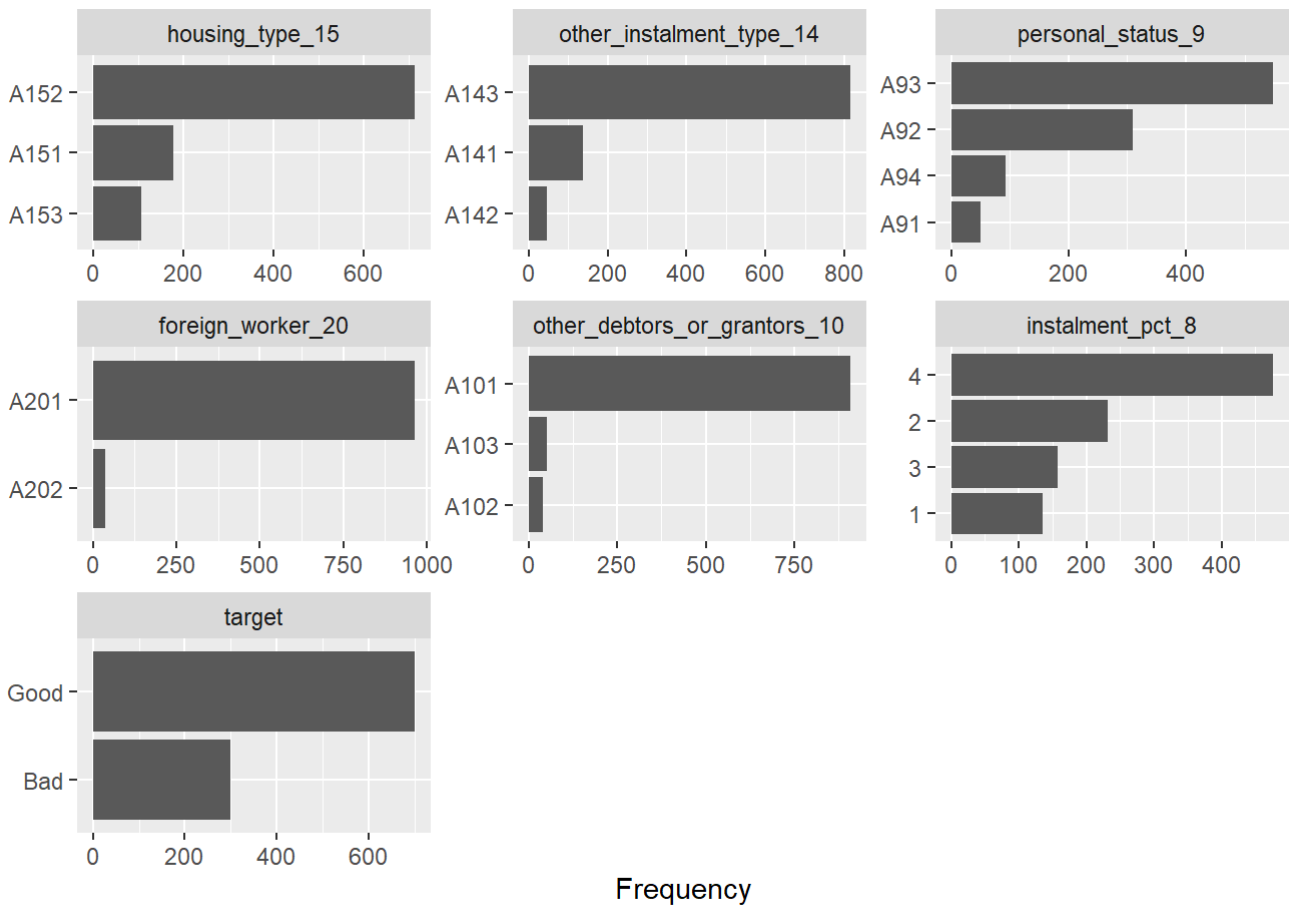 housing_type_15
A152
A151
A153
0 200 400 600
other_instalment_type_14
A143
A141
A142
0 200 400 600 800
personal_status_9
A93
A92
A94
A91
0 200 400
foreign_worker_20
A201
A202
0 250 500 750 1000
other_debtors_or_grantors_10
A101
A103
A102
0 250 500 750
instalment_pct_8
4
2
3
1
0 100 200 300 400
target
Good
Bad
0 200 400 600
Frequency